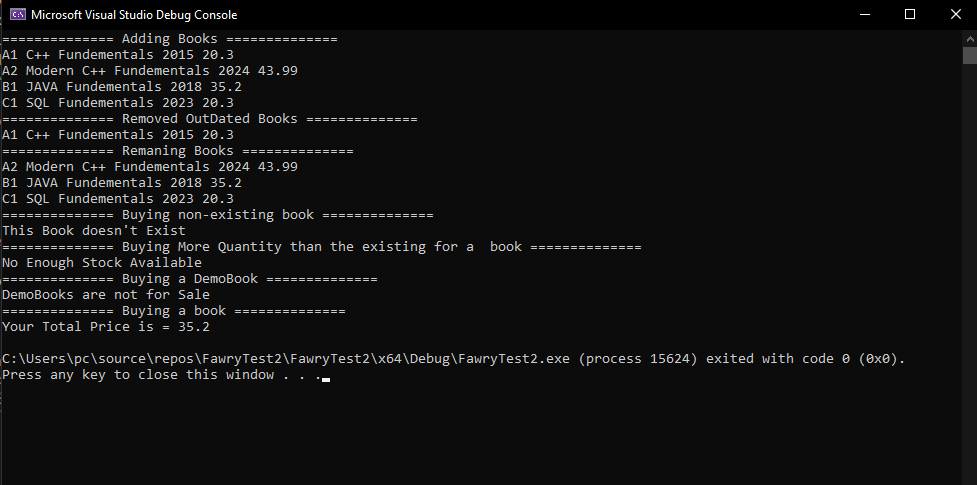 Microsoft Visual Studio Debug Console
============== Adding Books ==============
A1 C++ Fundementals 2015 20.3
A2 Modern C++ Fundementals 2024 43.99
B1 JAVA Fundementals 2018 35.2
C1 SQL Fundementals 2023 20.3
============== Removed OutDated Books ==============
A1 C++ Fundementals 2015 20.3
============== Remaning Books ==============
A2 Modern C++ Fundementals 2024 43.99
B1 JAVA Fundementals 2018 35.2
C1 SQL Fundementals 2023 20.3
============== Buying non-existing book ==============
This Book doesn't Exist
============== Buying More Quantity than the existing for a  book ==============
No Enough Stock Available
============== Buying a DemoBook ==============
DemoBooks are not for Sale
============== Buying a book ==============
Your Total Price is = 35.2
C:\Users\pc\source\repos\FawryTest2\FawryTest2\x64\Debug\FawryTest2.exe (process 15624) exited with code 0 (0x0).
Press any key to close this window . . .